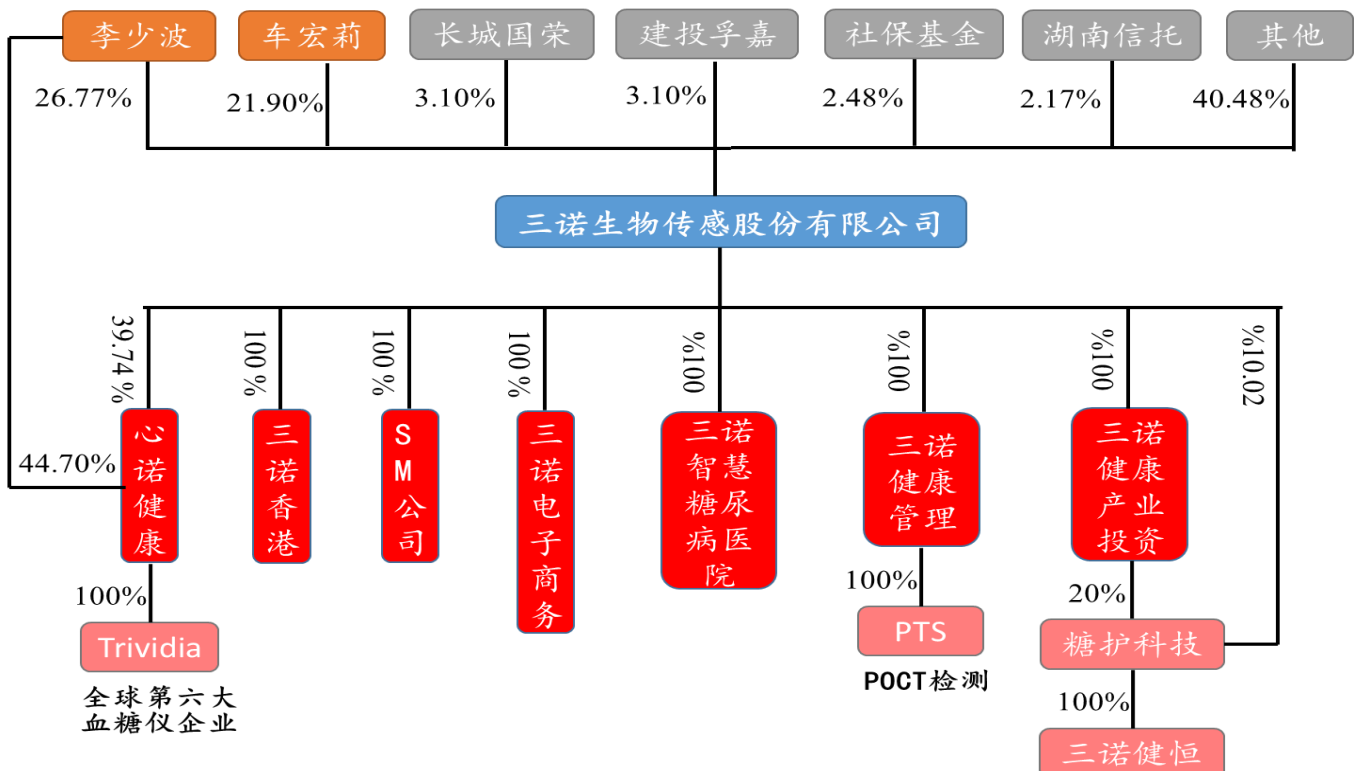 李少波
车宏莉
长城国荣
建投孚嘉
社保基金
湖南信托
其他
26.77%
21.90%
3.10%
3.10%
2.48%
2.17%
40.48%
三诺生物传感股份有限公司
39.74%
100%
100%
100%
%100
%100
%100
%10.02
44.70%
心诺健康
三诺香港
SM公司
三诺电子商务
三诺
智慧
糖尿
病医
院
三诺
健康
管理
三诺
健康
产业
投资
100%
100%
20%
Trividia
PTS
糖护科技
全球第六大
血糖仪企业
POCT检测
100%
三诺健恒